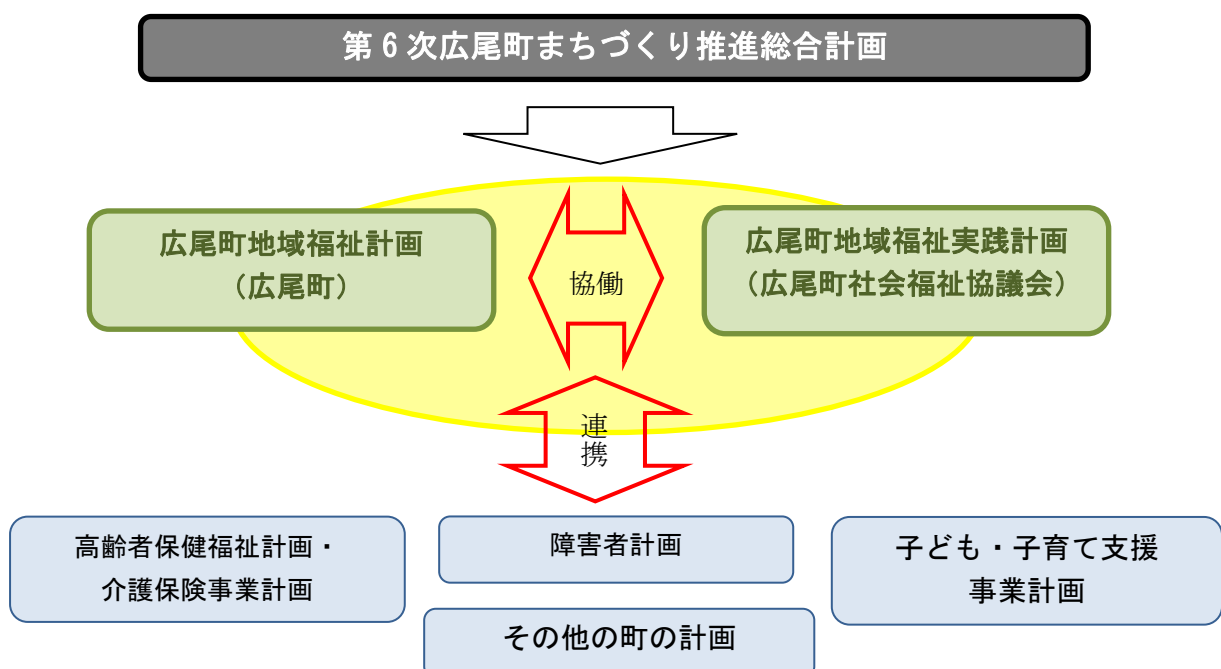 第6次広尾町まちづくり推進総合計画
広尾町地域福祉計画
（広尾町）
協働
広尾町地域福祉実践計画
（広尾町社会福祉協議会）
連携
高齢者保健福祉計画・
介護保険事業計画
障害者計画
子ども・子育て支援
事業計画
その他の町の計画